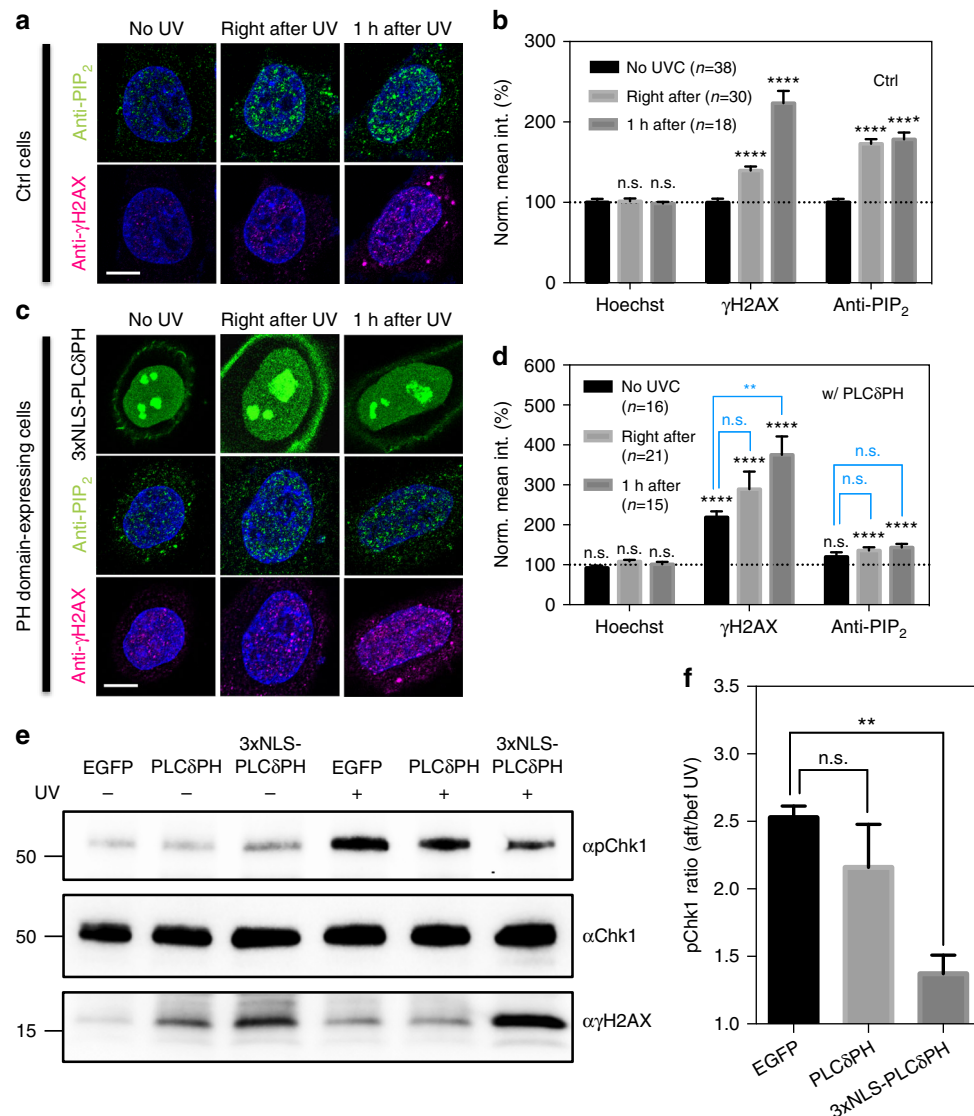 a
No UV Right after UV 1 h after UV
Anti-PIP2
Anti-γH2AX
Ctrl cells
b
Norm. mean int. (%)
300
200
100
0
No UVC (n=38)
Right after (n=30)
1 h after (n=18)
Ctrl
n.s. n.s.
**** ****
**** ****
Hoechst γH2AX Anti-PIP2
c
No UV Right after UV 1 h after UV
3xNLS-PLCδPH
Anti-PIP2
Anti-γH2AX
PH domain-expressing cells
d
Norm. mean int. (%)
600
500
400
300
200
100
0
No UVC
(n=16)
Right after
(n=21)
1 h after
(n=15)
w/ PLCδPH
**
n.s.
n.s. n.s. n.s.
**** **** ****
n.s.
n.s.
n.s. **** ****
Hoechst γH2AX Anti-PIP2
e
EGFP PLCδPH 3xNLS-
PLCδPH EGFP PLCδPH 3xNLS-
PLCδPH
UV – – – + + +
50
αpChk1
50
αChk1
15
αγH2AX
f
pChk1 ratio (aft/bef UV)
3.5
3.0
2.5
2.0
1.5
1.0
**
n.s.
EGFP
PLCδPH
3xNLS-PLCδPH